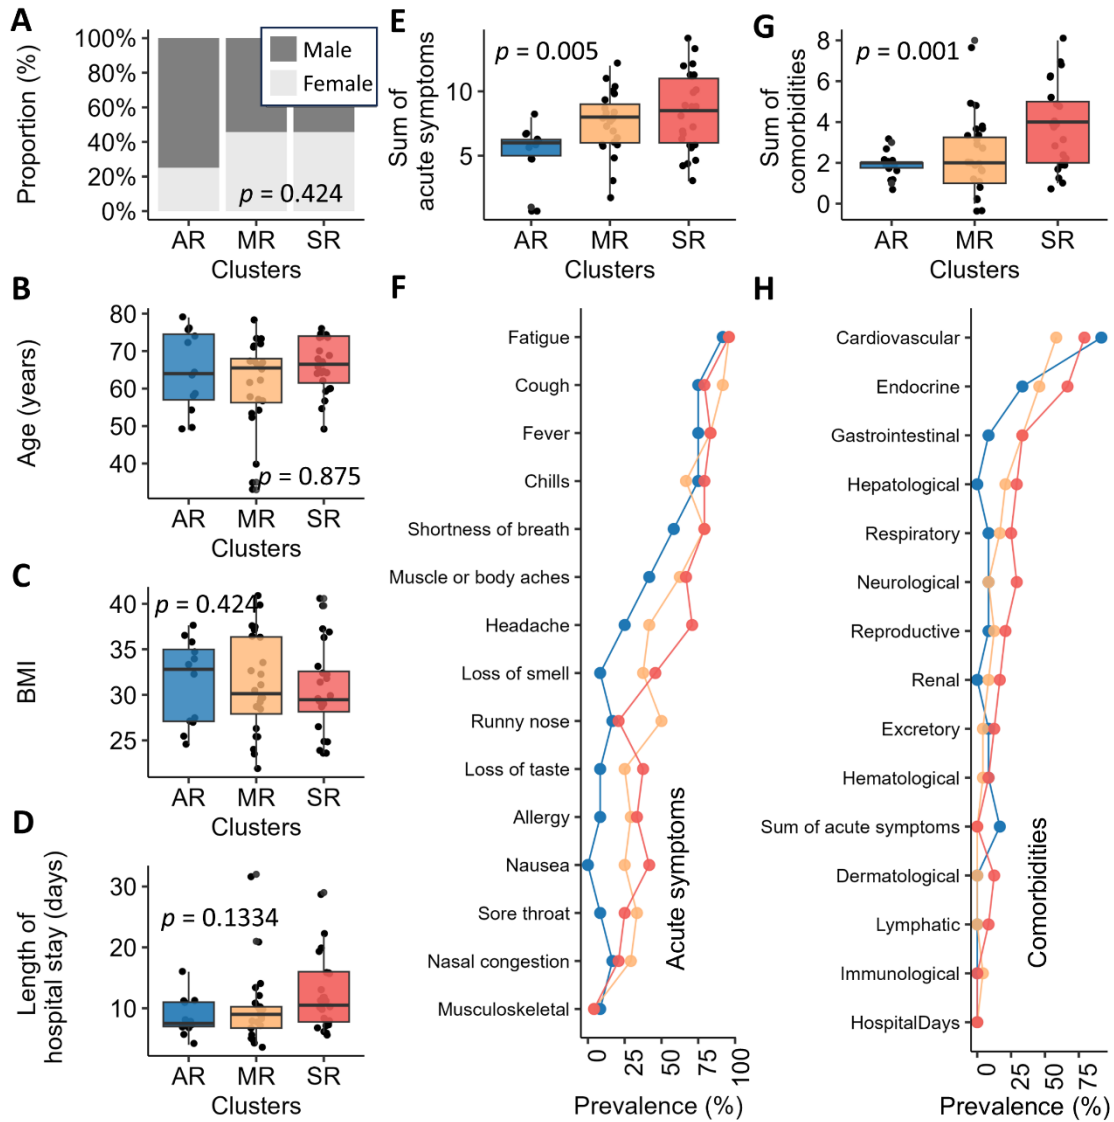 A
Proportion (%)
100%
80%
60%
40%
20%
0%
Male
Female
p = 0.424
AR MR SR
Clusters
B
Age (years)
80
70
60
50
40
p = 0.875
AR MR SR
Clusters
C
BMI
40
35
30
25
p = 0.424
AR MR SR
Clusters
D
Length of
hospital stay (days)
30
20
10
p = 0.1334
AR MR SR
Clusters
E
Sum of
acute symptoms
10
5
p = 0.005
AR MR SR
Clusters
F
Fatigue
Cough
Fever
Chills
Shortness of breath
Muscle or body aches
Headache
Loss of smell
Runny nose
Loss of taste
Allergy
Nausea
Sore throat
Nasal congestion
Musculoskeletal
Acute symptoms
0 25 50 75 100
Prevalence (%)
G
Sum of
comorbidities
8
6
4
2
0
p = 0.001
AR MR SR
Clusters
H
Cardiovascular
Endocrine
Gastrointestinal
Hepatological
Respiratory
Neurological
Reproductive
Renal
Excretory
Hematological
Sum of acute symptoms
Dermatological
Lymphatic
Immunological
HospitalDays
Comorbidities
0 25 50 75
Prevalence (%)